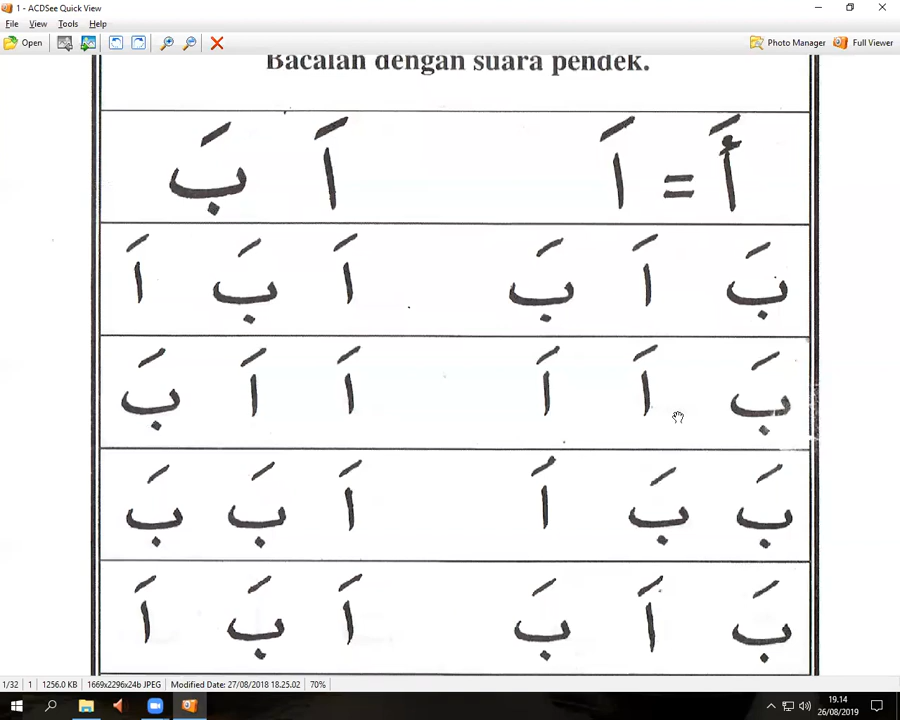 1 - ACDSee Quick View
File View Tools Help
Open Photo Manager Full Viewer
Bacalah dengan suara pendek.
أَ = اَ اَ بَ
بَ اَ بَ اَ بَ اَ
بَ اَ اَ اَ اَ بَ
بَ بَ اَ اَ بَ بَ
بَ اَ بَ اَ بَ اَ
1/32 1 1256.0 KB 1669x2296x24b JPEG Modified Date: 27/08/2018 18.25.02 70%
19.14
26/08/2019